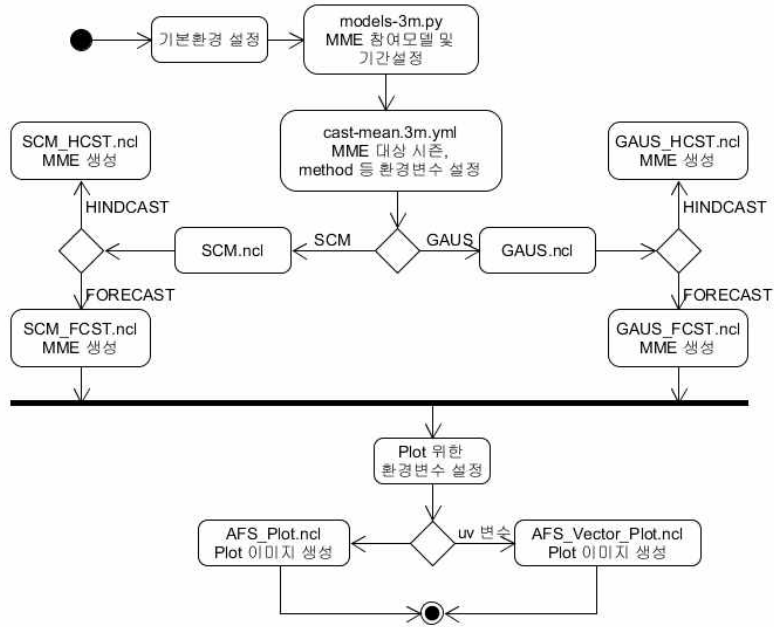 기본환경 설정
models-3m.py
MME 참여모델 및
기간설정
cast-mean.3m.yml
MME 대상 시즌,
method 등 환경변수 설정
SCM_HCST.ncl
MME 생성
GAUS_HCST.ncl
MME 생성
HINDCAST
HINDCAST
SCM.ncl
SCM
GAUS
GAUS.ncl
FORECAST
FORECAST
SCM_FCST.ncl
MME 생성
GAUS_FCST.ncl
MME 생성
Plot 위한
환경변수 설정
AFS_Plot.ncl
Plot 이미지 생성
uv 변수
AFS_Vector_Plot.ncl
Plot 이미지 생성